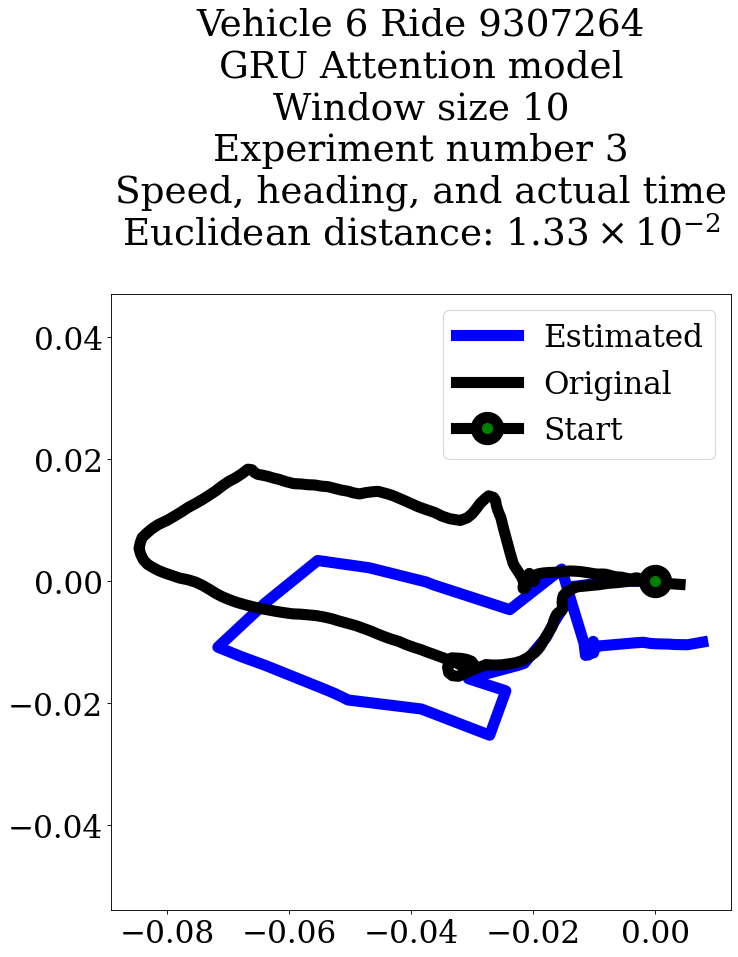 Vehicle 6 Ride 9307264
GRU Attention model
Window size 10
Experiment number 3
Speed, heading, and actual time
Euclidean distance: 1.33 × 10⁻²
Estimated
Original
Start
0.04
0.02
0.00
−0.02
−0.04
−0.08 −0.06 −0.04 −0.02 0.00